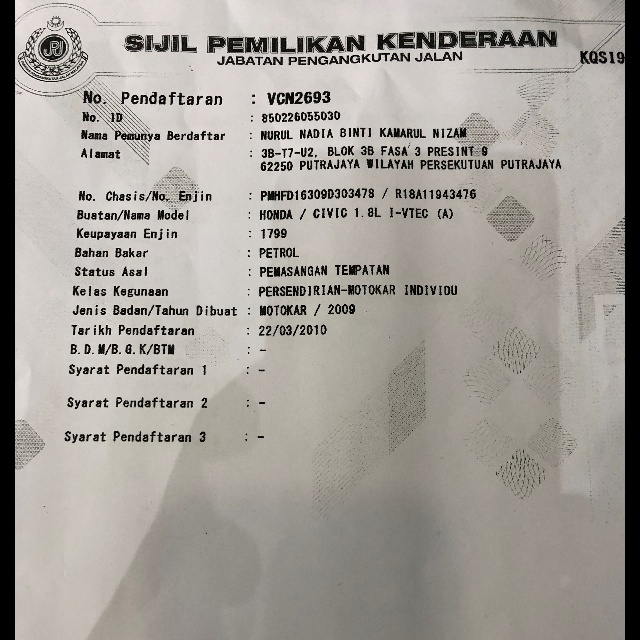 SIJIL PEMILIKAN KENDERAAN
JABATAN PENGANGKUTAN JALAN
KQS19
No. Pendaftaran : VCN2693
No. ID : 850226055030
Nama Pemunya Berdaftar : NURUL NADIA BINTI KAMARUL NIZAM
Alamat : 3B-T7-U2, BLOK 3B FASA 3 PRESINT 9
62250 PUTRAJAYA WILAYAH PERSEKUTUAN PUTRAJAYA
No. Chasis/No. Enjin : PMHFD16309D303478 / R18A11943476
Buatan/Nama Model : HONDA / CIVIC 1.8L I-VTEC (A)
Keupayaan Enjin : 1799
Bahan Bakar : PETROL
Status Asal : PEMASANGAN TEMPATAN
Kelas Kegunaan : PERSENDIRIAN-MOTOKAR INDIVIDU
Jenis Badan/Tahun Dibuat : MOTOKAR / 2009
Tarikh Pendaftaran : 22/03/2010
B.D.M/B.G.K/BTM : -
Syarat Pendaftaran 1 : -
Syarat Pendaftaran 2 : -
Syarat Pendaftaran 3 : -